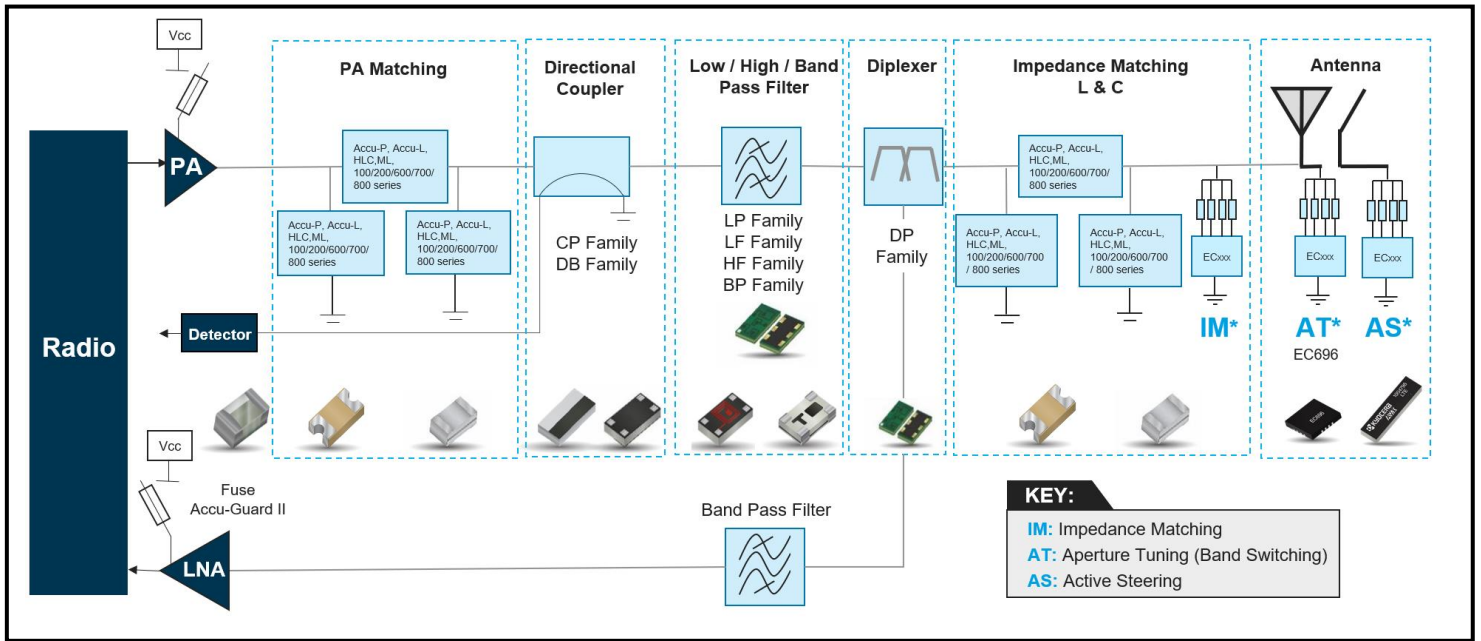 Vcc
PA Matching
Directional
Coupler
Low / High / Band
Pass Filter
Diplexer
Impedance Matching
L & C
Antenna
Radio
PA
Accu-P, Accu-L,
HLC,ML,
100/200/600/700/
800 series
Accu-P, Accu-L,
HLC,ML,
100/200/600/700/
800 series
Accu-P, Accu-L,
HLC,ML,
100/200/600/700/
800 series
CP Family
DB Family
LP Family
LF Family
HF Family
BP Family
DP
Family
Accu-P, Accu-L,
HLC,ML,
100/200/600/700/
800 series
Accu-P, Accu-L,
HLC,ML,
100/200/600/700
/ 800 series
Accu-P, Accu-L,
HLC,ML,
100/200/600/700
/ 800 series
ECxxx
ECxxx
ECxxx
IM*
AT*
AS*
EC696
Detector
EC696
KYOCERA
Vcc
Fuse
Accu-Guard II
LNA
Band Pass Filter
KEY:
IM: Impedance Matching
AT: Aperture Tuning (Band Switching)
AS: Active Steering